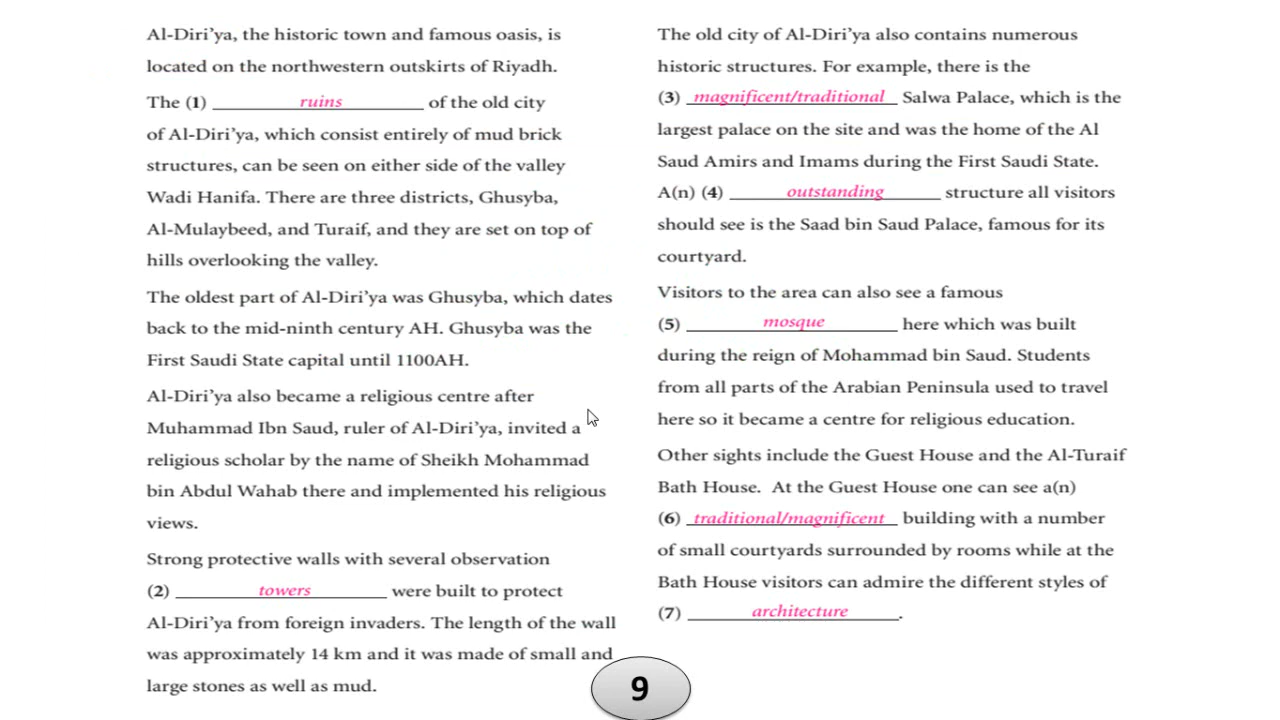 Al-Diri'ya, the historic town and famous oasis, is
located on the northwestern outskirts of Riyadh.
The (1) ruins of the old city
of Al-Diri'ya, which consist entirely of mud brick
structures, can be seen on either side of the valley
Wadi Hanifa. There are three districts, Ghusyba,
Al-Mulaybeed, and Turaif, and they are set on top of
hills overlooking the valley.
The oldest part of Al-Diri'ya was Ghusyba, which dates
back to the mid-ninth century AH. Ghusyba was the
First Saudi State capital until 1100AH.
Al-Diri'ya also became a religious centre after
Muhammad Ibn Saud, ruler of Al-Diri'ya, invited a
religious scholar by the name of Sheikh Mohammad
bin Abdul Wahab there and implemented his religious
views.
Strong protective walls with several observation
(2) towers were built to protect
Al-Diri'ya from foreign invaders. The length of the wall
was approximately 14 km and it was made of small and
large stones as well as mud.
The old city of Al-Diri'ya also contains numerous
historic structures. For example, there is the
(3) magnificent/traditional Salwa Palace, which is the
largest palace on the site and was the home of the Al
Saud Amirs and Imams during the First Saudi State.
A(n) (4) outstanding structure all visitors
should see is the Saad bin Saud Palace, famous for its
courtyard.
Visitors to the area can also see a famous
(5) mosque here which was built
during the reign of Mohammad bin Saud. Students
from all parts of the Arabian Peninsula used to travel
here so it became a centre for religious education.
Other sights include the Guest House and the Al-Turaif
Bath House. At the Guest House one can see a(n)
(6) traditional/magnificent building with a number
of small courtyards surrounded by rooms while at the
Bath House visitors can admire the different styles of
(7) architecture.
9